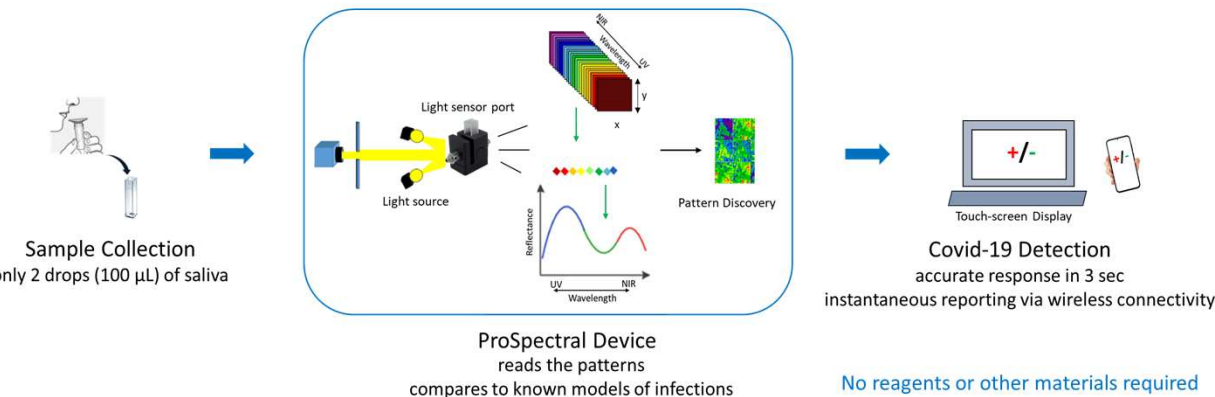 Sample Collection
only 2 drops (100 µL) of saliva
Light sensor port
Light source
NIR
Wavelength
UV
y
x
Reflectance
UV
NIR
Wavelength
Pattern Discovery
ProSpectral Device
reads the patterns
compares to known models of infections
+/-
+/-
Touch-screen Display
Covid-19 Detection
accurate response in 3 sec
instantaneous reporting via wireless connectivity
No reagents or other materials required